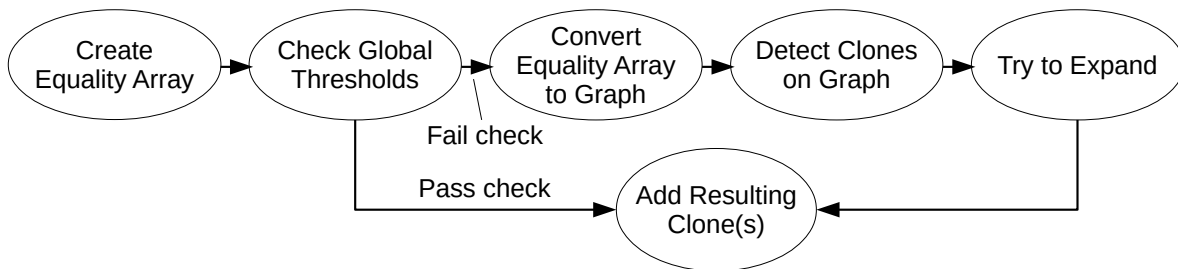 Create
Equality Array
Check Global
Thresholds
Convert
Equality Array
to Graph
Detect Clones
on Graph
Try to Expand
Fail check
Pass check
Add Resulting
Clone(s)